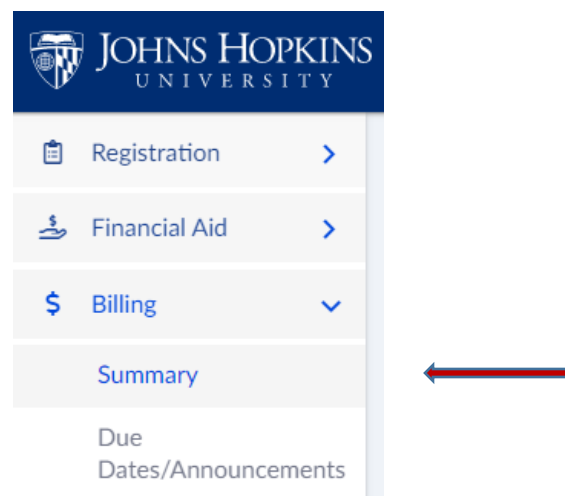 JOHNS HOPKINS
UNIVERSITY
Registration
Financial Aid
$ Billing
Summary
Due
Dates/Announcements